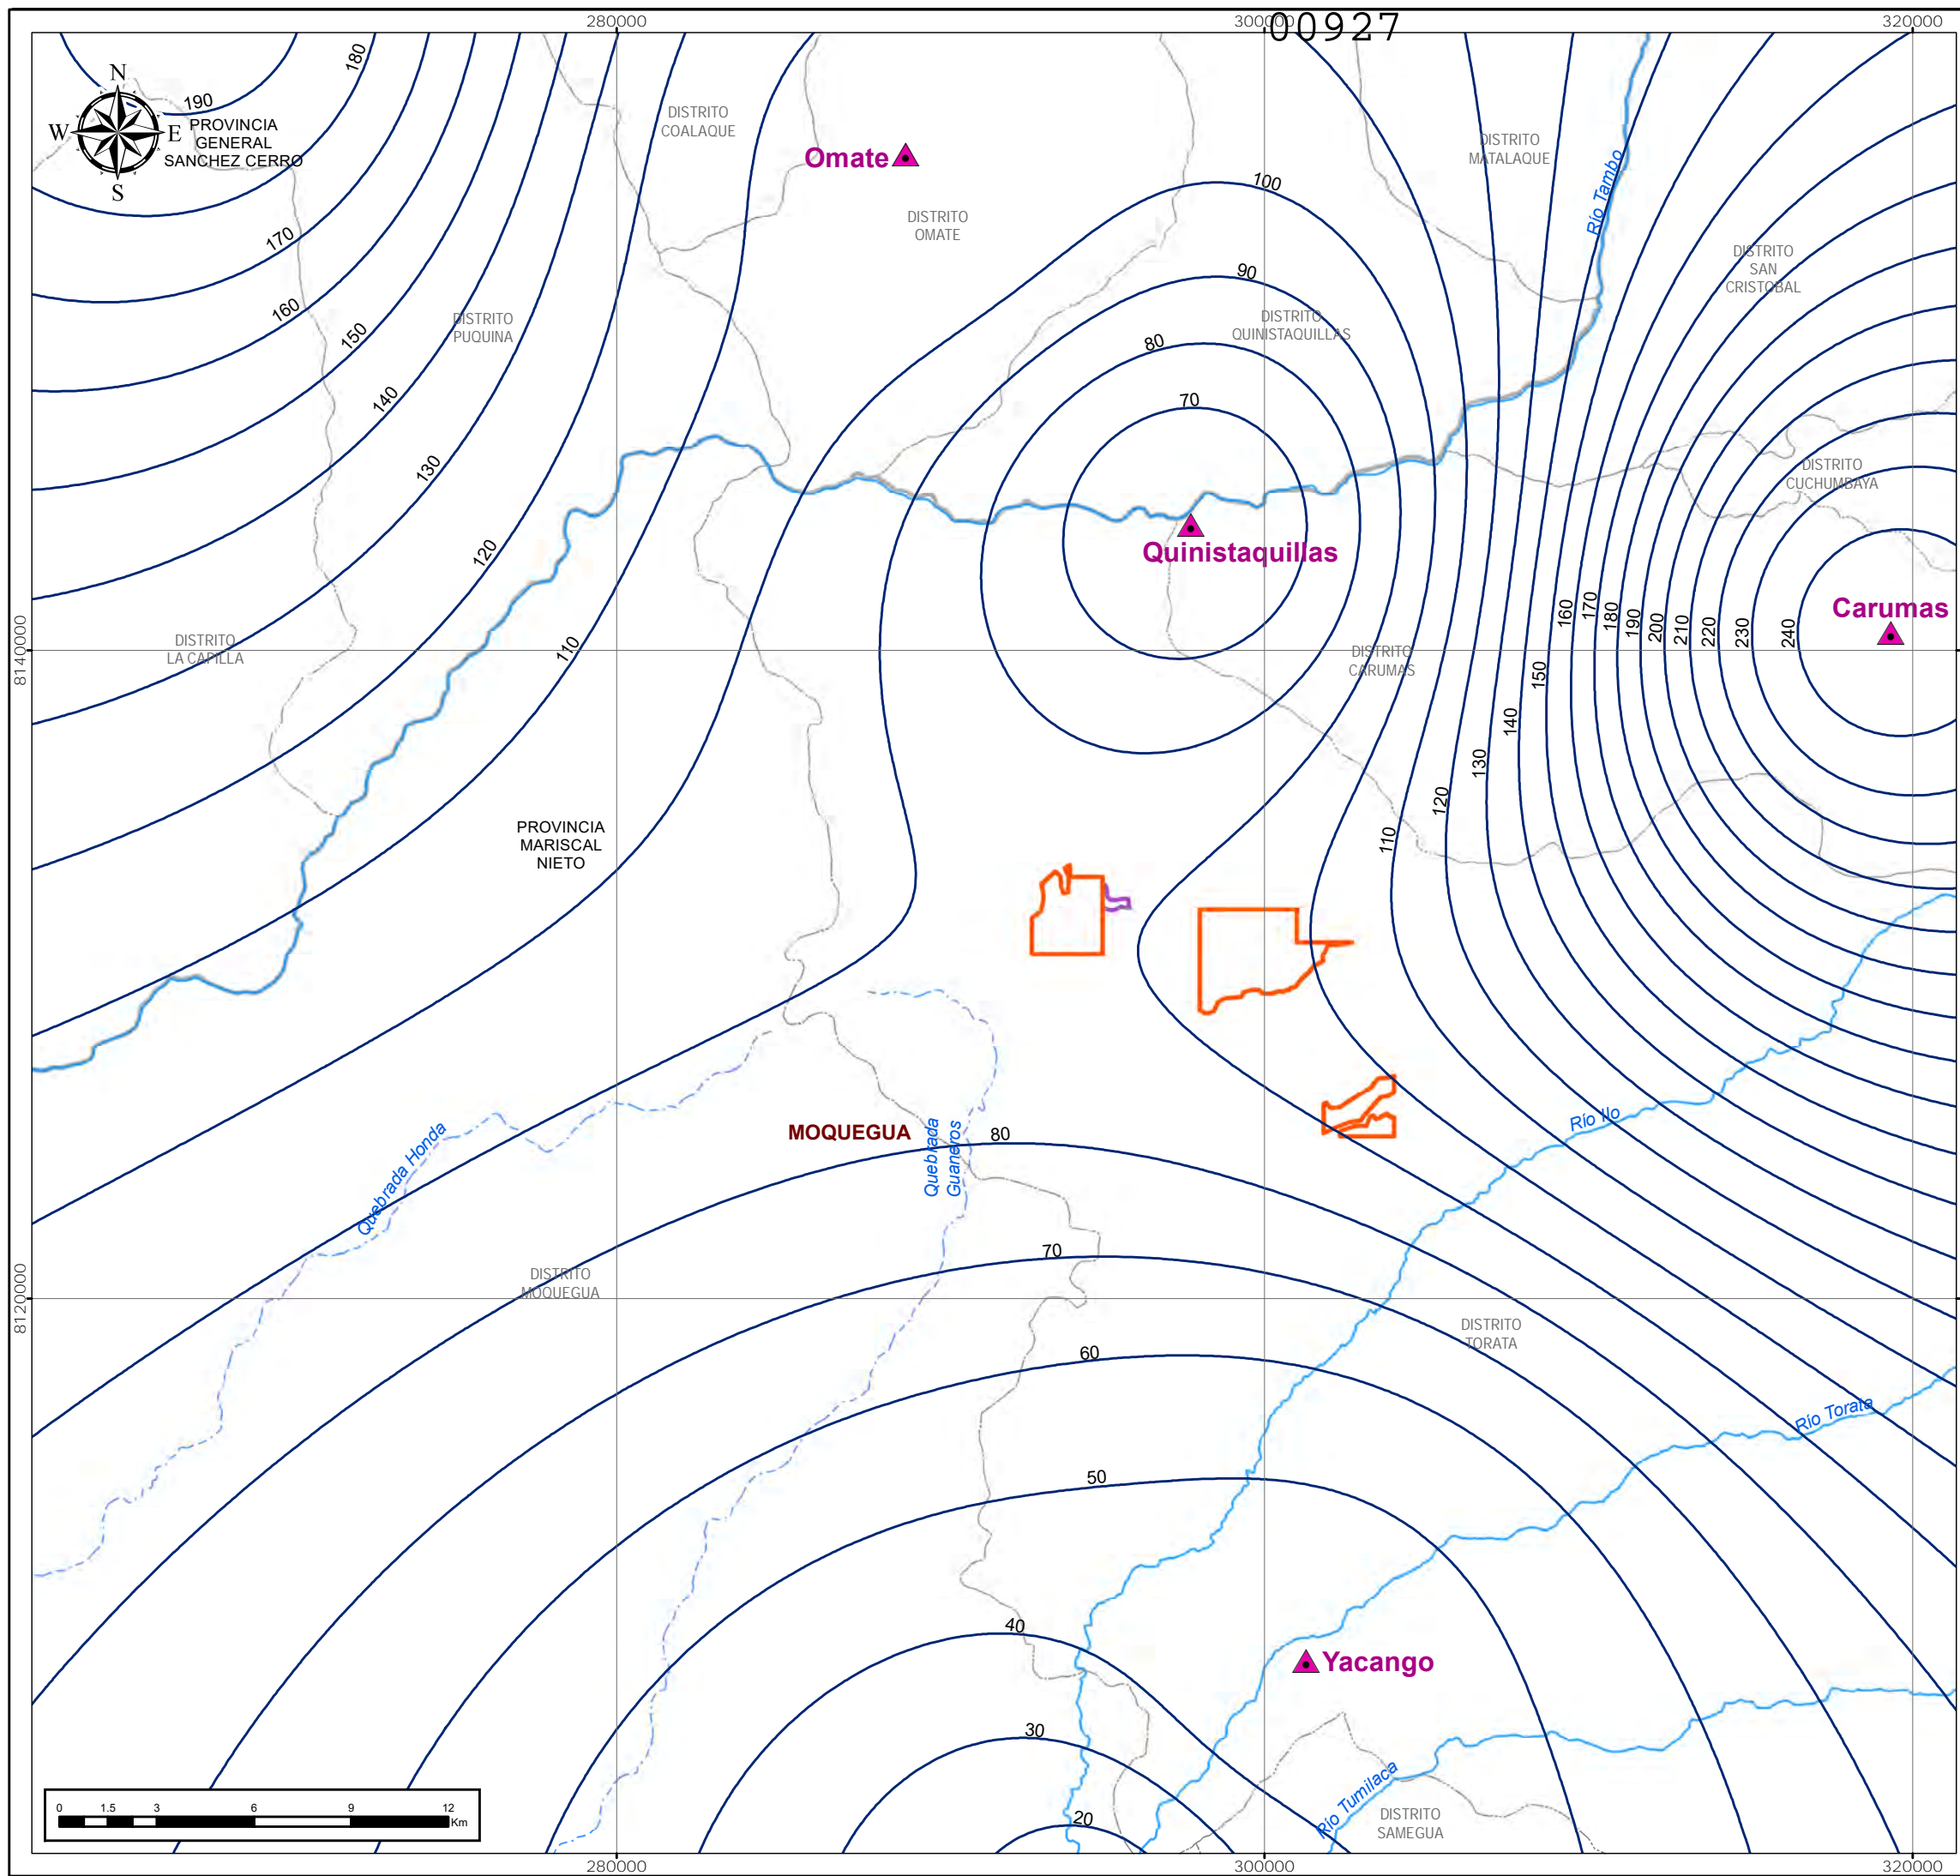 280000
300000
320000
00927
180
N
190
W
E
PROVINCIA
GENERAL
SANCHEZ CERRO
S
DISTRITO
COALAQUE
Omate
DISTRITO
MATALAQUE
Río Tambo
100
DISTRITO
OMATE
170
DISTRITO
SAN
CRISTOBAL
90
160
DISTRITO
PUQUINA
150
DISTRITO
QUINISTAQUILLAS
80
140
70
130
DISTRITO
CUCHUMBAYA
120
Quinistaquillas
Carumas
160
170
180
190
200
210
220
230
240
8140000
DISTRITO
LA CAPILLA
110
DISTRITO
CARUMAS
150
140
130
120
110
PROVINCIA
MARISCAL
NIETO
MOQUEGUA
80
Río Ilo
Quebrada Honda
Quebrada
Guaneros
70
8120000
DISTRITO
MOQUEGUA
DISTRITO
TORATA
60
Río Torata
50
40
Yacango
30
20
Río Tumilaca
DISTRITO
SAMEGUA
0 1.5 3 6 9 12
Km
280000
300000
320000